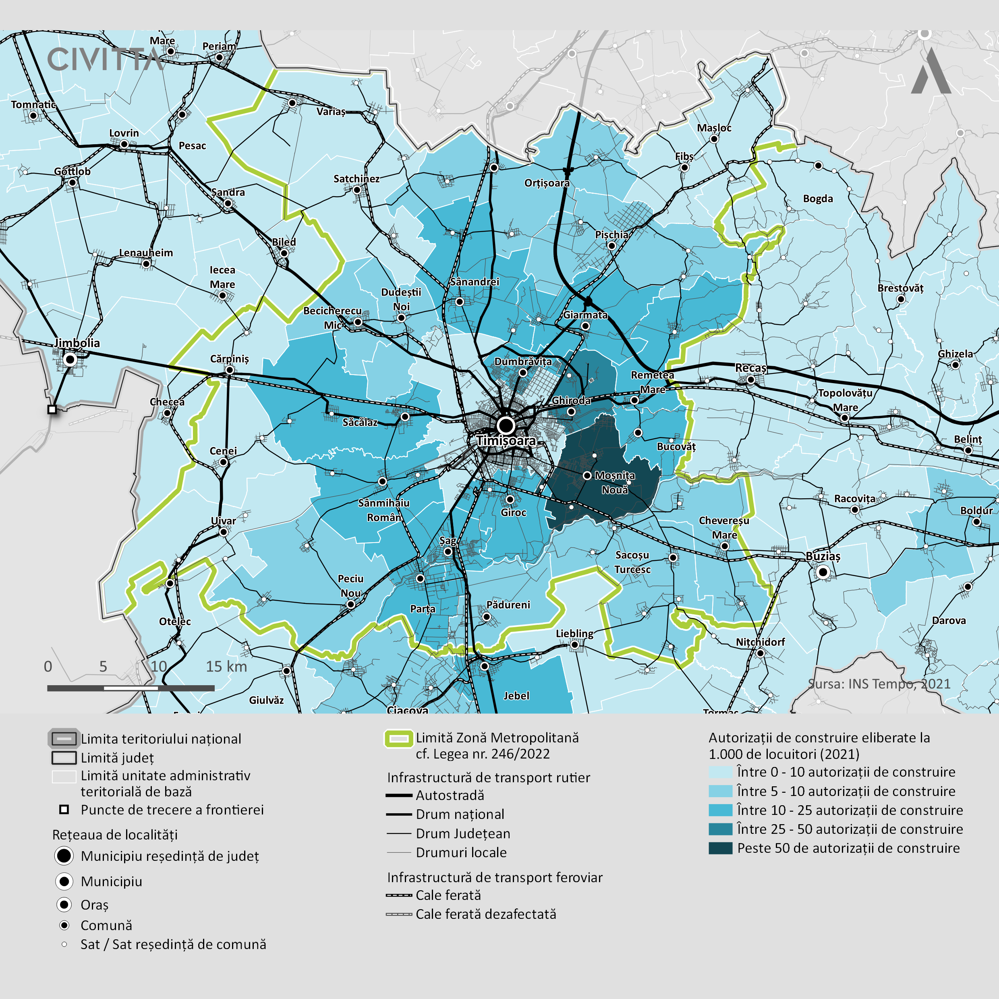 Mare
Periam
CIVITTA
Tomnatic
Variaș
Lovrin
Pesac
Mașloc
Fibiș
Gottlob
Satchinez
Orțișoara
Șandra
Bogda
Pișchia
Biled
Lenauheim
Iecea
Mare
Sânandrei
Dudeștii
Noi
Brestovăț
Becicherecu
Mic
Giarmata
Jimbolia
Cărpiniș
Dumbrăvița
Ghizela
Recaș
Remetea
Mare
Checea
Ghiroda
Topolovățu
Mare
Săcălaz
Timișoara
Belinț
Cenei
Bucovăț
Moșnița
Nouă
Sânmihaiu
Român
Racovița
Giroc
Boldur
Uivar
Chevereșu
Mare
Șag
Sacoșu
Turcesc
Buziaș
Peciu
Nou
Parța
Pădureni
Otelec
Darova
Liebling
Nițchidorf
0 5 10 15 km
Sursa: INS Tempo, 2021
Giulvăz
Jebel
Ciacova
Tormac
Limita teritoriului național
Limită județ
Limită unitate administrativ
teritorială de bază
Puncte de trecere a frontierei
Rețeaua de localități
Municipiu reședință de județ
Municipiu
Oraș
Comună
Sat / Sat reședință de comună
Limită Zonă Metropolitană
cf. Legea nr. 246/2022
Infrastructură de transport rutier
Autostradă
Drum național
Drum Județean
Drumuri locale
Infrastructură de transport feroviar
Cale ferată
Cale ferată dezafectată
Autorizații de construire eliberate la
1.000 de locuitori (2021)
Între 0 - 10 autorizații de construire
Între 5 - 10 autorizații de construire
Între 10 - 25 autorizații de construire
Între 25 - 50 autorizații de construire
Peste 50 de autorizații de construire